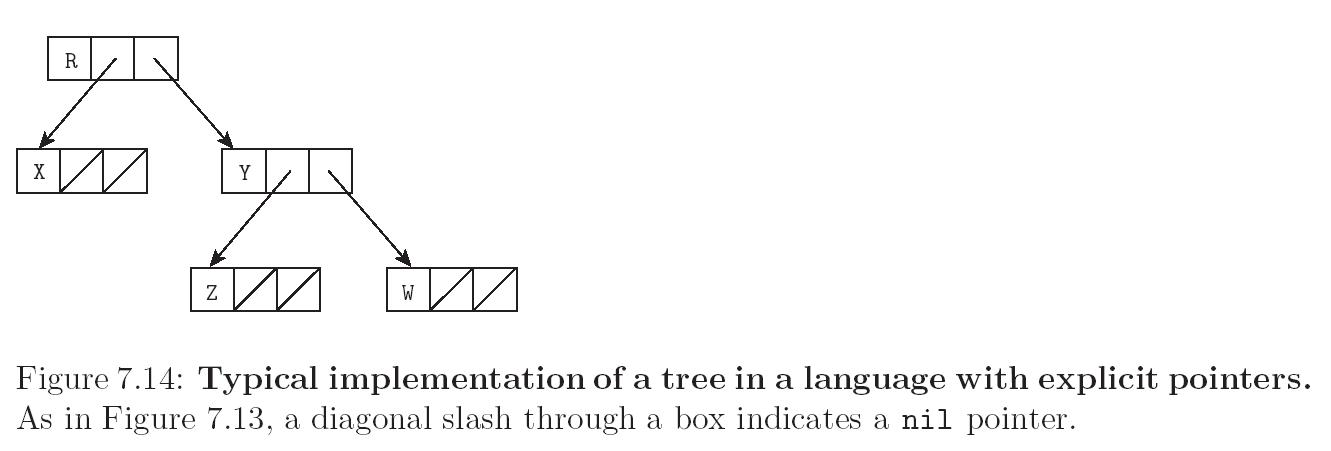 R
X
Y
Z
W
Figure 7.14: Typical implementation of a tree in a language with explicit pointers.
As in Figure 7.13, a diagonal slash through a box indicates a nil pointer.